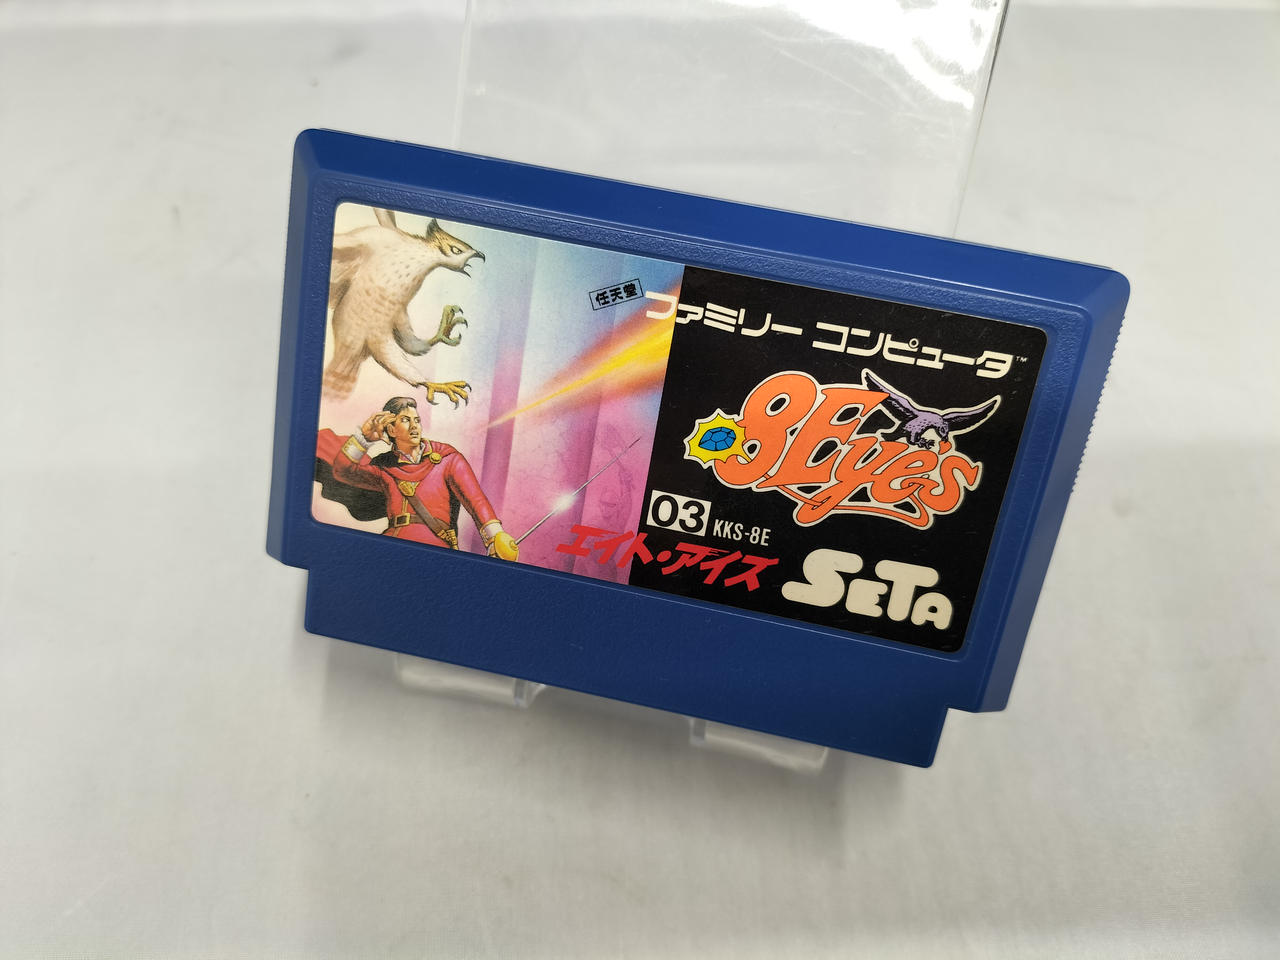 任天堂
ファミリー コンピュータ™
8Eye's
03 KKS-8E
エイト・アイズ
SETA